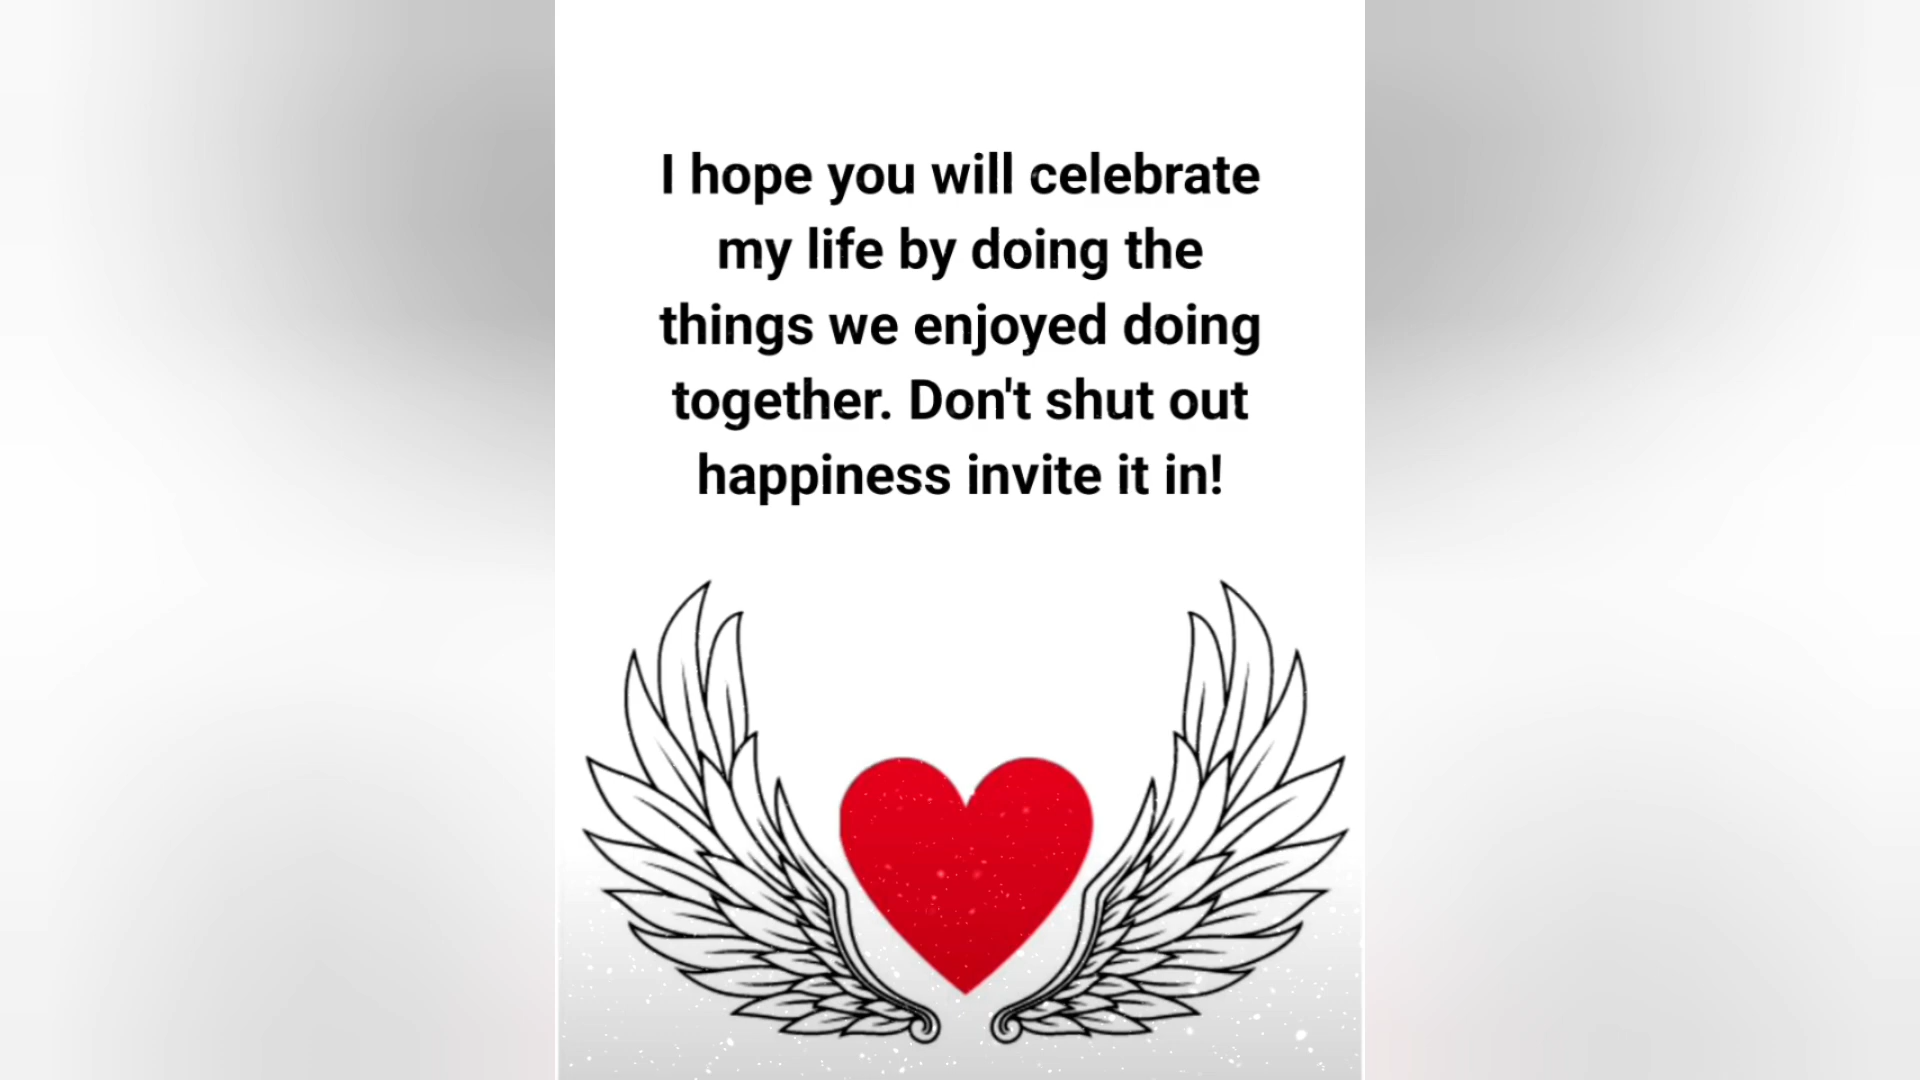 I hope you will celebrate
my life by doing the
things we enjoyed doing
together. Don't shut out
happiness invite it in!